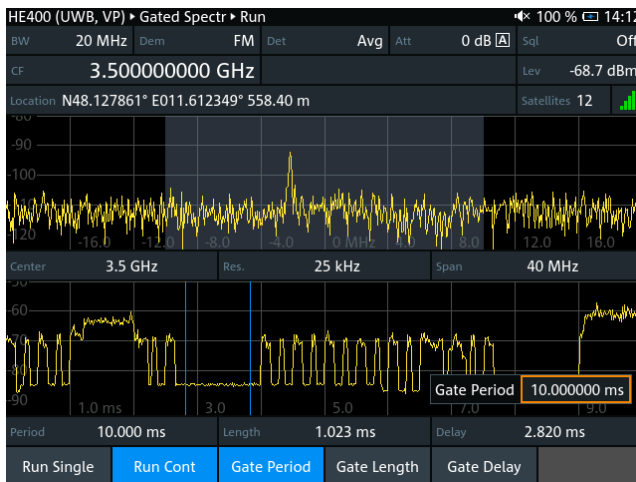 HE400 (UWB, VP) ▸ Gated Spectr ▸ Run 100 % 14:12
BW 20 MHz Dem FM Det Avg Att 0 dB A Sql Off
CF 3.500000000 GHz Lev -68.7 dBm
Location N48.127861° E011.612349° 558.40 m Satellites 12
-80
-90
-100
-120
-16.0 -12.0 -8.0 -4.0 0 MHz 4.0 8.0 12.0 16.0
Center 3.5 GHz Res. 25 kHz Span 40 MHz
-50
-60
-70
-80
Gate Period 10.000000 ms
-90
1.0 ms 3.0 5.0 7.0 9.0
Period 10.000 ms Length 1.023 ms Delay 2.820 ms
Run Single Run Cont Gate Period Gate Length Gate Delay